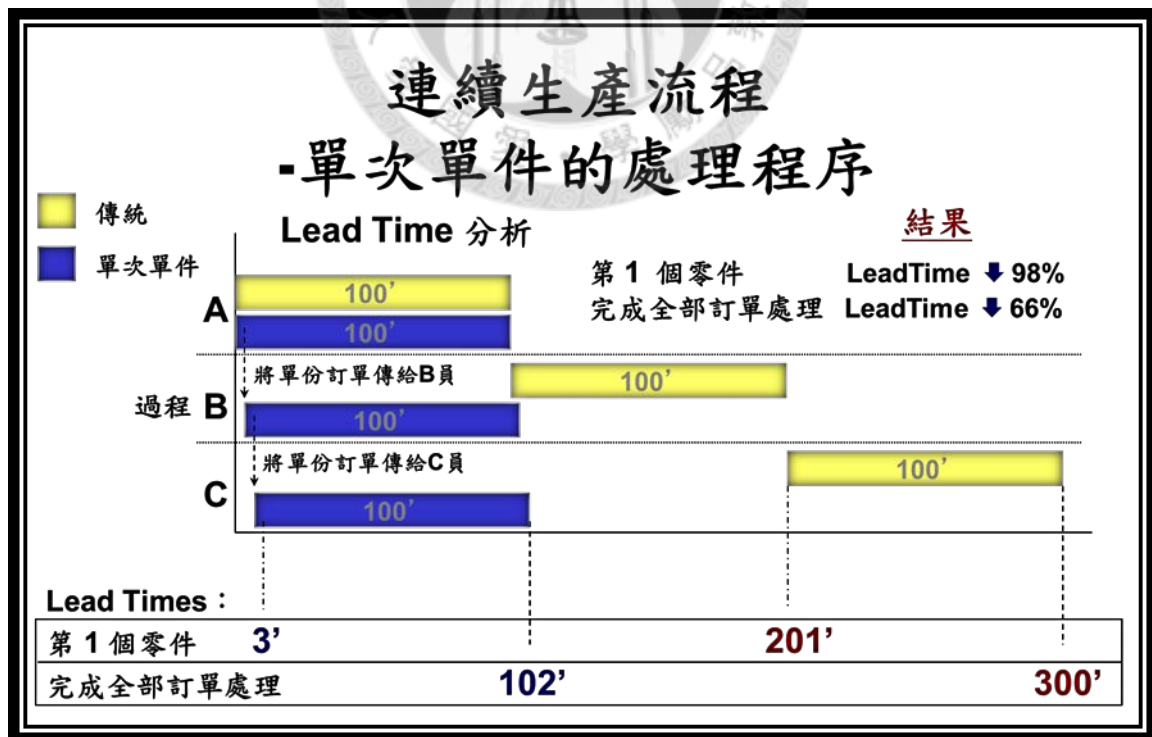 連續生產流程
-單次單件的處理程序
傳統
單次單件
Lead Time 分析
結果
第 1 個零件 LeadTime ⬇ 98%
完成全部訂單處理 LeadTime ⬇ 66%
A
100’
100’
將單份訂單傳給B員
過程 B
100’
100’
將單份訂單傳給C員
C
100’
100’
Lead Times：
第 1 個零件 3’ 201’
完成全部訂單處理 102’ 300’